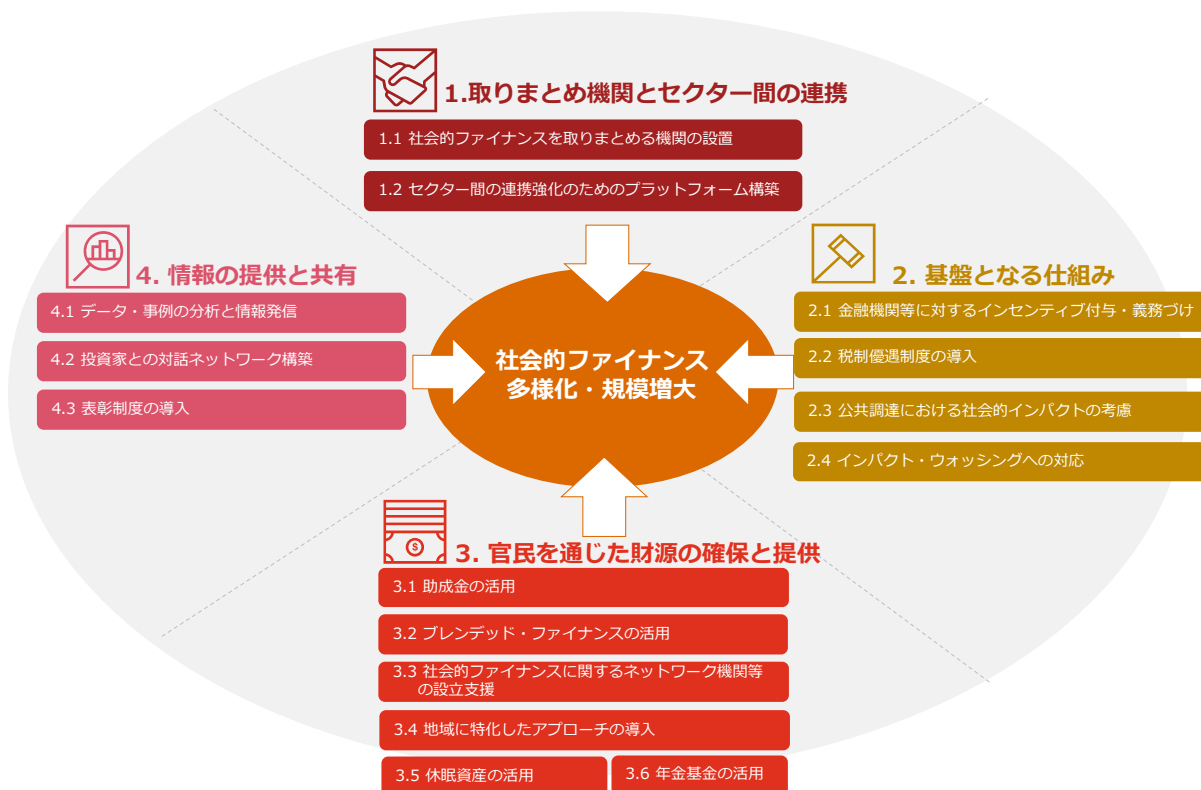 1.取りまとめ機関とセクター間の連携
1.1 社会的ファイナンスを取りまとめる機関の設置
1.2 セクター間の連携強化のためのプラットフォーム構築
4. 情報の提供と共有
4.1 データ・事例の分析と情報発信
4.2 投資家との対話ネットワーク構築
4.3 表彰制度の導入
社会的ファイナンス
多様化・規模増大
2. 基盤となる仕組み
2.1 金融機関等に対するインセンティブ付与・義務づけ
2.2 税制優遇制度の導入
2.3 公共調達における社会的インパクトの考慮
2.4 インパクト・ウォッシングへの対応
$
3. 官民を通じた財源の確保と提供
3.1 助成金の活用
3.2 ブレンデッド・ファイナンスの活用
3.3 社会的ファイナンスに関するネットワーク機関等
の設立支援
3.4 地域に特化したアプローチの導入
3.5 休眠資産の活用
3.6 年金基金の活用